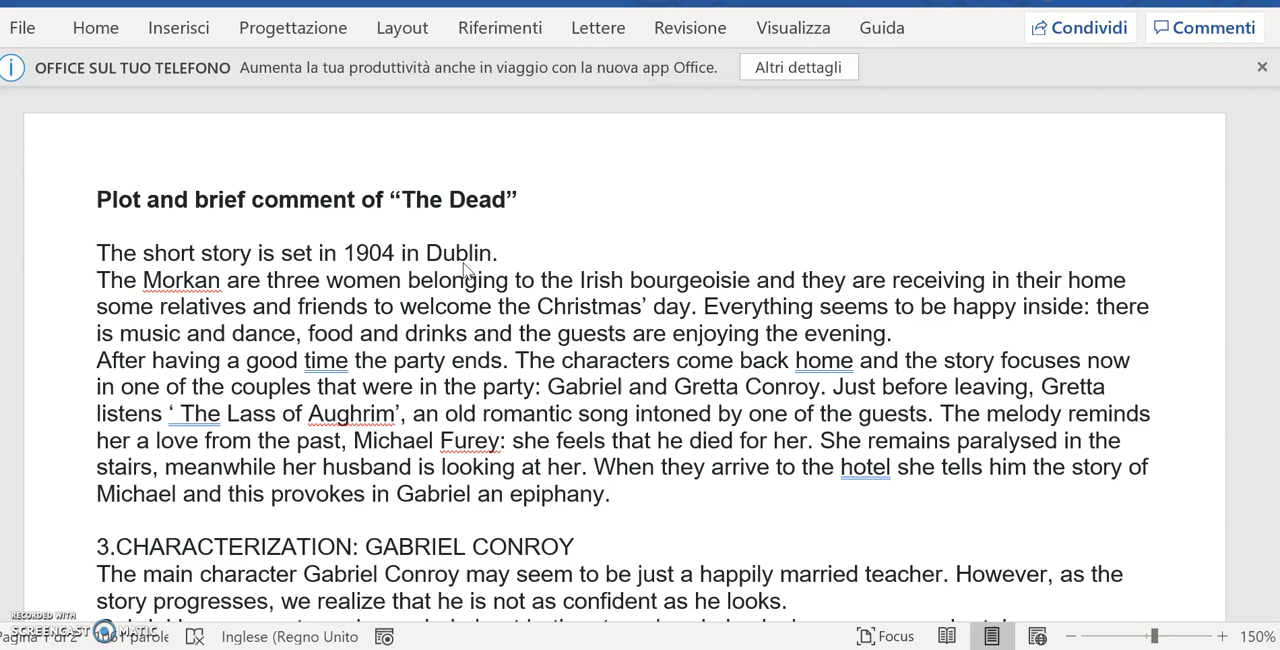 File Home Inserisci Progettazione Layout Riferimenti Lettere Revisione Visualizza Guida Condividi Commenti
OFFICE SUL TUO TELEFONO Aumenta la tua produttività anche in viaggio con la nuova app Office. Altri dettagli
Plot and brief comment of “The Dead”
The short story is set in 1904 in Dublin.
The Morkan are three women belonging to the Irish bourgeoisie and they are receiving in their home
some relatives and friends to welcome the Christmas’ day. Everything seems to be happy inside: there
is music and dance, food and drinks and the guests are enjoying the evening.
After having a good time the party ends. The characters come back home and the story focuses now
in one of the couples that were in the party: Gabriel and Gretta Conroy. Just before leaving, Gretta
listens ‘ The Lass of Aughrim’, an old romantic song intoned by one of the guests. The melody reminds
her a love from the past, Michael Furey: she feels that he died for her. She remains paralysed in the
stairs, meanwhile her husband is looking at her. When they arrive to the hotel she tells him the story of
Michael and this provokes in Gabriel an epiphany.
3.CHARACTERIZATION: GABRIEL CONROY
The main character Gabriel Conroy may seem to be just a happily married teacher. However, as the
story progresses, we realize that he is not as confident as he looks.
RECORDED WITH
SCREENCAST MATIC
Pagina 1 di 2 parole Inglese (Regno Unito Focus 150%